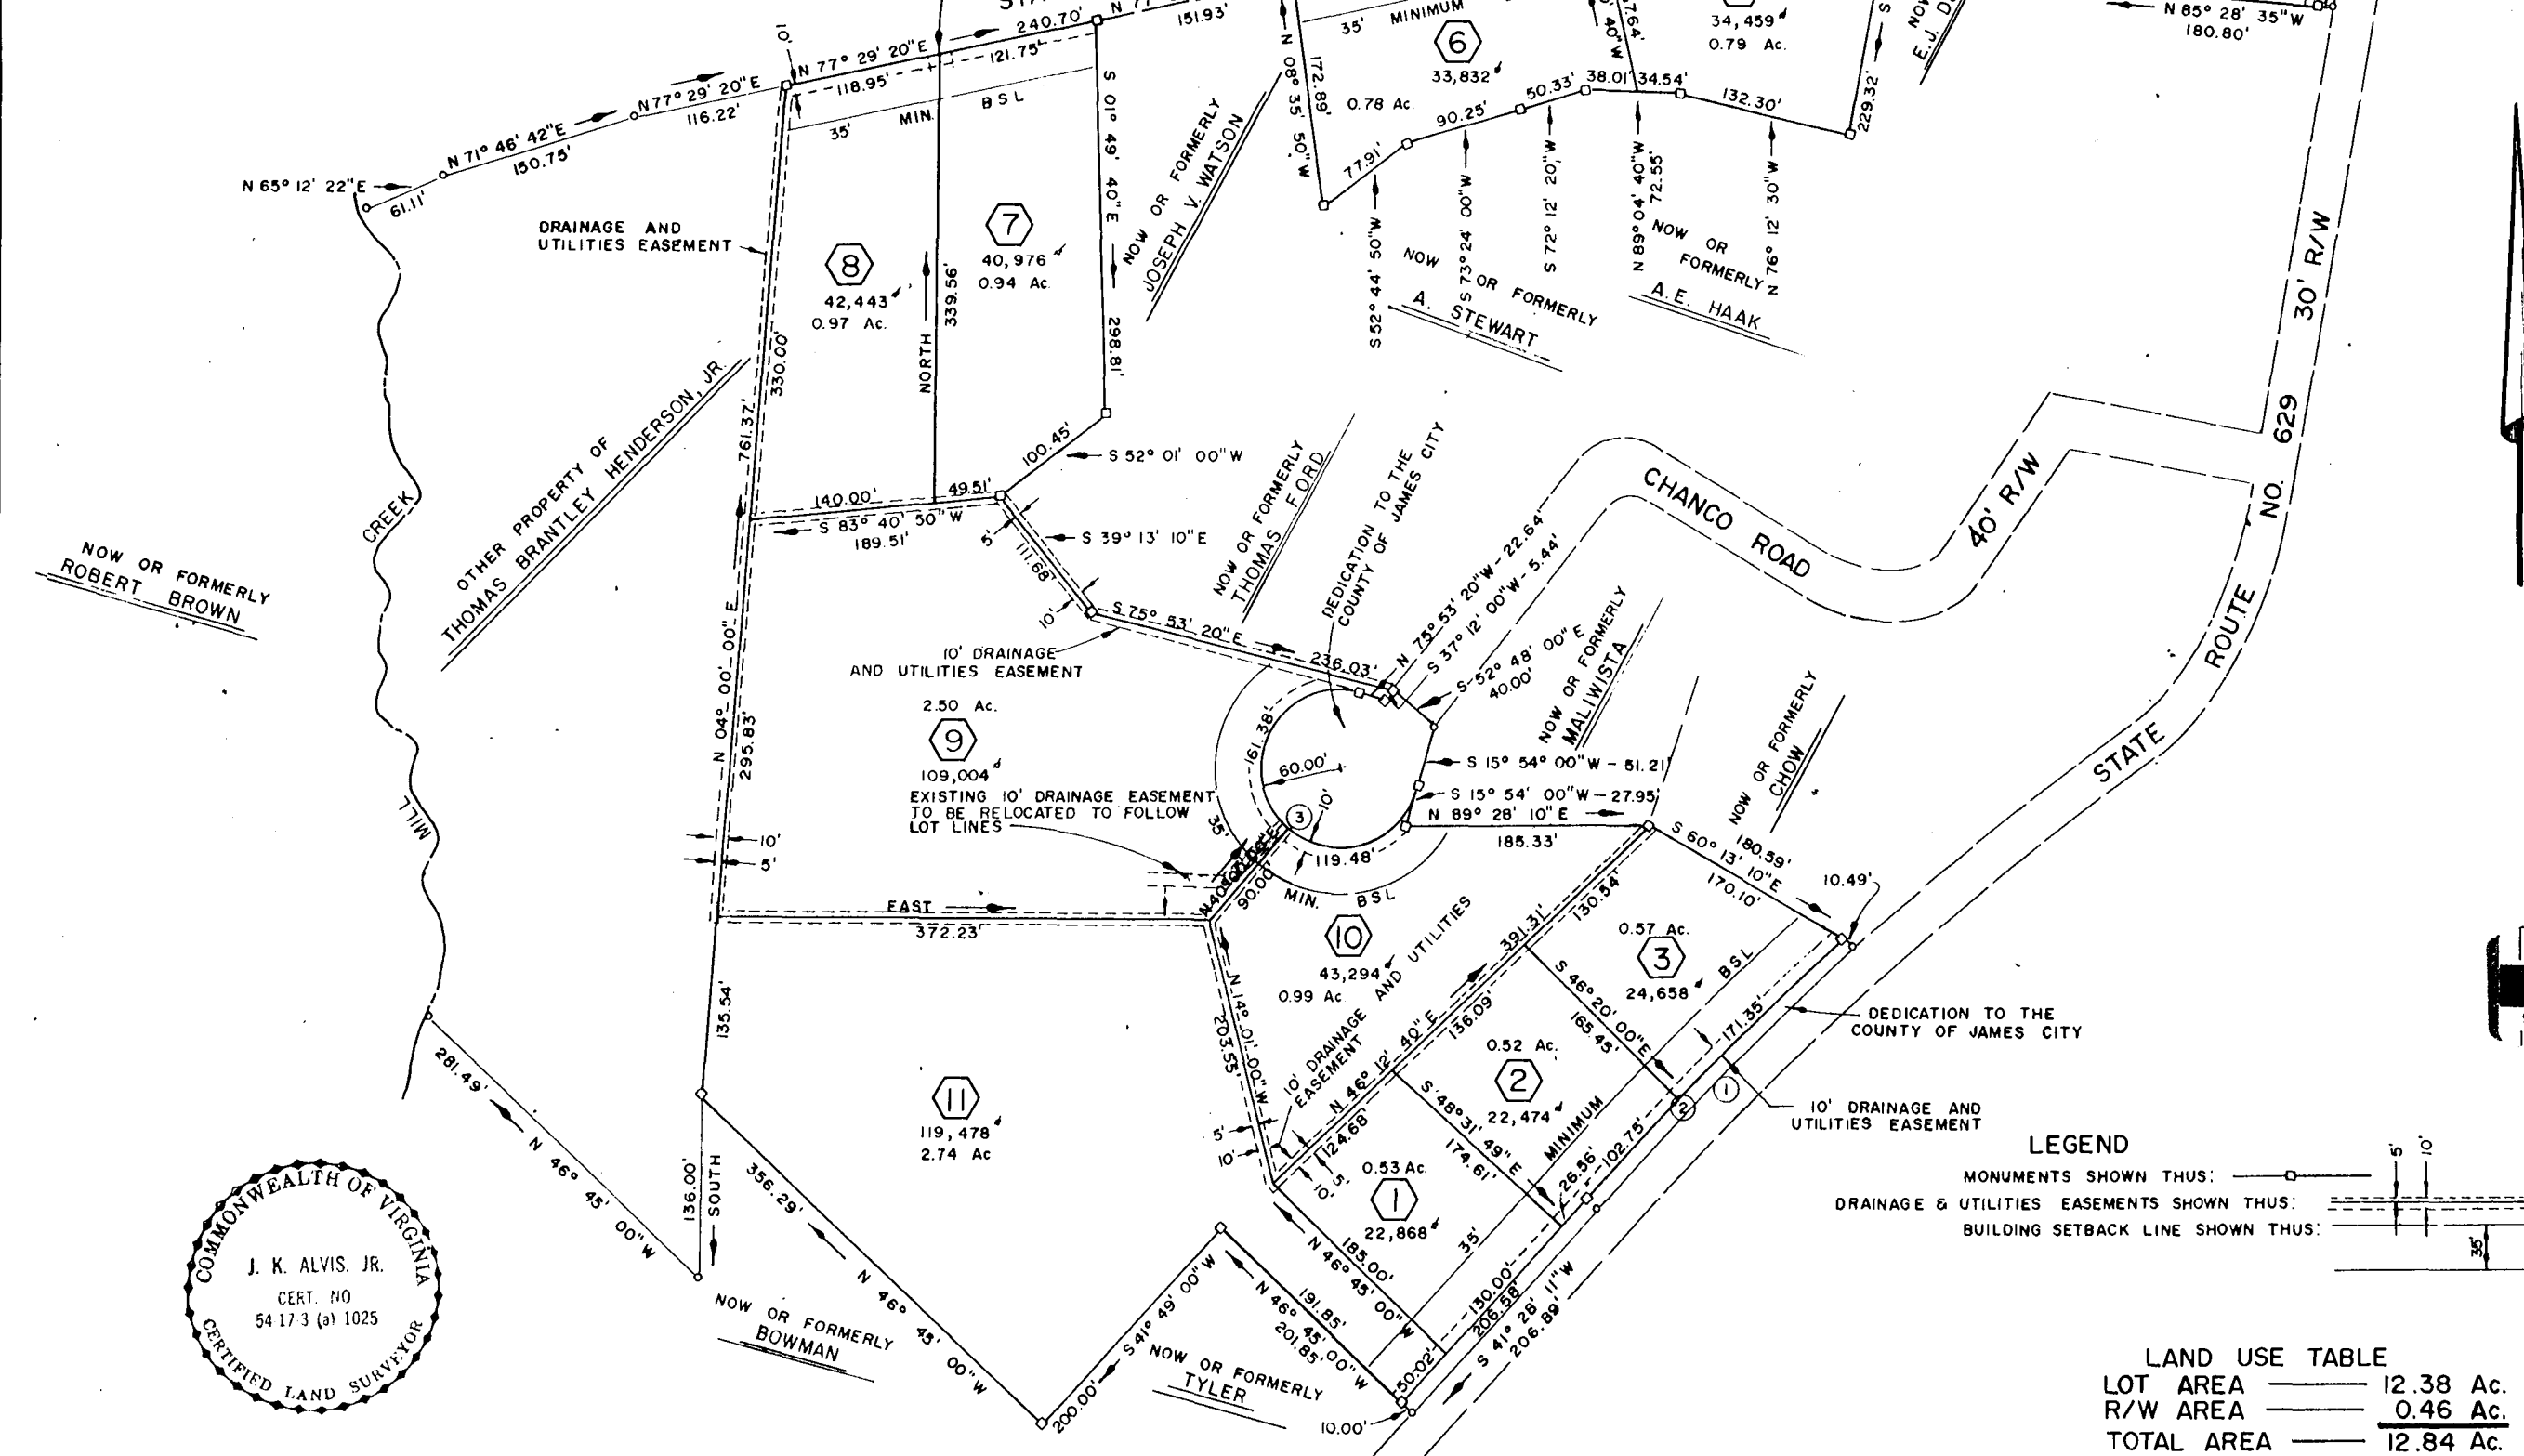 240.70'
151.93'
10'
N 77° 29' 20"E
118.95'
121.75'
N77° 29' 20"E
116.22'
N 71° 46' 42"E
150.75'
N 65° 12' 22"E
61.11'
35' MIN. BSL
DRAINAGE AND
UTILITIES EASEMENT
8
42,443
0.97 Ac.
7
40,976
0.94 Ac.
NORTH
339.56'
S 01° 49' 40"E
298.81'
NOW OR FORMERLY
JOSEPH V. WATSON
N 08° 35' 50"W
172.89'
35' MINIMUM
6
33,832
0.78 Ac.
34,459
0.79 Ac.
40"W
7.64'
229.32'
N 85° 28' 35"W
180.80'
77.91'
90.25'
50.33'
38.01'
34.54'
132.30'
S 52° 44' 50"W
S 73° 24' 00"W
S 72° 12' 20"W
N 89° 04' 40"W
72.55'
N 76° 12' 30"W
NOW OR FORMERLY
A. STEWART
NOW OR
FORMERLY
A.E. HAAK
30' R/W
STATE ROUTE NO. 629
CHANCO ROAD
40' R/W
CREEK
MILL
NOW OR FORMERLY
ROBERT BROWN
OTHER PROPERTY OF
THOMAS BRANTLEY HENDERSON, JR.
330.00'
761.37'
N 04° 00' 00" E
295.83'
140.00'
49.51'
S 83° 40' 50"W
189.51'
100.45'
S 52° 01' 00"W
5'
S 39° 13' 10"E
111.68'
10'
S 75° 53' 20"E
236.03'
10' DRAINAGE
AND UTILITIES EASEMENT
NOW OR FORMERLY
THOMAS FORD
DEDICATION TO THE
COUNTY OF JAMES CITY
N 75° 53' 20"W - 22.64'
S 37° 12' 00"W - 5.44'
S 52° 48' 00" E
40.00'
NOW OR FORMERLY
MALIWISTA
NOW OR FORMERLY
CHOW
2.50 Ac.
9
109,004
EXISTING 10' DRAINAGE EASEMENT
TO BE RELOCATED TO FOLLOW
LOT LINES
161.38'
60.00'
3
10'
119.48'
35' MIN. BSL
S 15° 54' 00"W - 51.21'
S 15° 54' 00"W - 27.95'
N 89° 28' 10"E
185.33'
S 60° 13' 10"E
180.59'
170.10'
10.49'
10'
5'
EAST
372.23'
90.00'
135.54'
10
43,294
0.99 Ac.
N 14° 01' 00"W
203.55'
10' DRAINAGE AND UTILITIES
EASEMENT
N 46° 12' 40"E
391.31'
130.54'
136.09'
124.68'
0.57 Ac.
3
24,658
BSL
S 46° 20' 00"E
165.45'
171.35'
DEDICATION TO THE
COUNTY OF JAMES CITY
0.52 Ac.
2
22,474
S 48° 31' 49"E
174.61'
MINIMUM
35'
1
2
10' DRAINAGE AND
UTILITIES EASEMENT
26.56'
102.75'
5'
10'
10'
5'
0.53 Ac.
1
22,868
185.00'
N 46° 45' 00"W
130.00'
206.58'
S 41° 28' 11"W
206.89'
50.02'
10.00'
191.85'
N 46° 45' 00"W
201.85'
11
119,478
2.74 Ac
281.49'
N 46° 45' 00"W
136.00'
SOUTH
356.29'
N 46° 45' 00"W
S 41° 49' 00"W
200.00'
NOW OR FORMERLY
BOWMAN
NOW OR FORMERLY
TYLER
COMMONWEALTH OF VIRGINIA
J. K. ALVIS. JR.
CERT. NO
54-17-3 (a) 1025
CERTIFIED LAND SURVEYOR
LEGEND
MONUMENTS SHOWN THUS:
DRAINAGE & UTILITIES EASEMENTS SHOWN THUS:
BUILDING SETBACK LINE SHOWN THUS:
5'
10'
35'
LAND USE TABLE
LOT AREA 12.38 Ac.
R/W AREA 0.46 Ac.
TOTAL AREA 12.84 Ac.